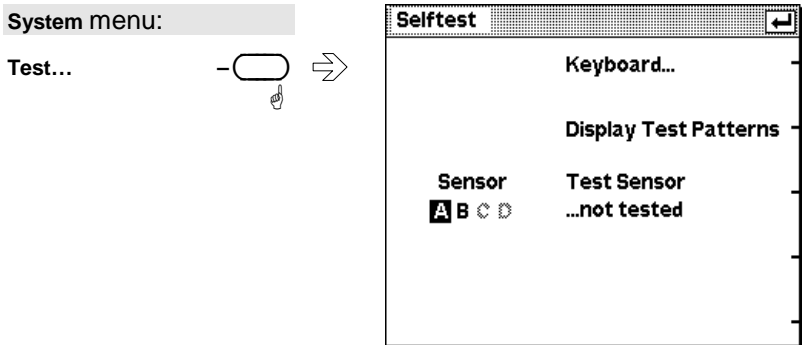 System menu:
Test…
Selftest
Keyboard...
Display Test Patterns
Sensor
Test Sensor
A B C D
...not tested